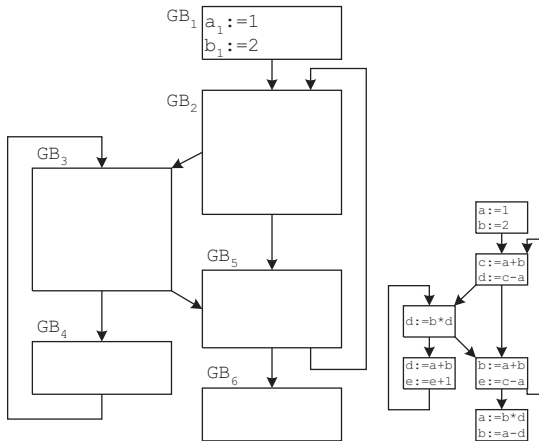 GB₁
a₁:=1
b₁:=2
GB₂
GB₃
GB₅
GB₄
GB₆
a:=1
b:=2
c:=a+b
d:=c-a
d:=b*d
d:=a+b
e:=e+1
b:=a+b
e:=c-a
a:=b*d
b:=a-d